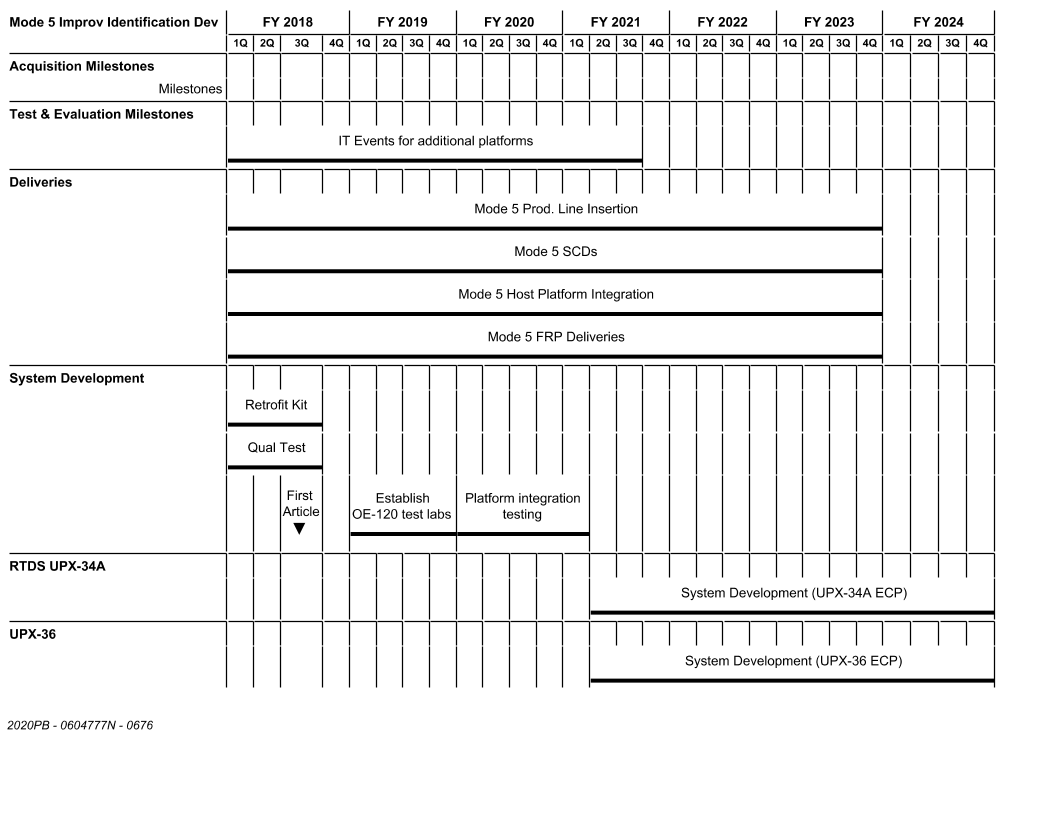 Mode 5 Improv Identification Dev FY 2018 FY 2019 FY 2020 FY 2021 FY 2022 FY 2023 FY 2024
1Q 2Q 3Q 4Q 1Q 2Q 3Q 4Q 1Q 2Q 3Q 4Q 1Q 2Q 3Q 4Q 1Q 2Q 3Q 4Q 1Q 2Q 3Q 4Q 1Q 2Q 3Q 4Q
Acquisition Milestones
Milestones
Test & Evaluation Milestones
IT Events for additional platforms
Deliveries
Mode 5 Prod. Line Insertion
Mode 5 SCDs
Mode 5 Host Platform Integration
Mode 5 FRP Deliveries
System Development
Retrofit Kit
Qual Test
First Establish Platform integration
Article OE-120 test labs testing
RTDS UPX-34A
System Development (UPX-34A ECP)
UPX-36
System Development (UPX-36 ECP)
2020PB - 0604777N - 0676